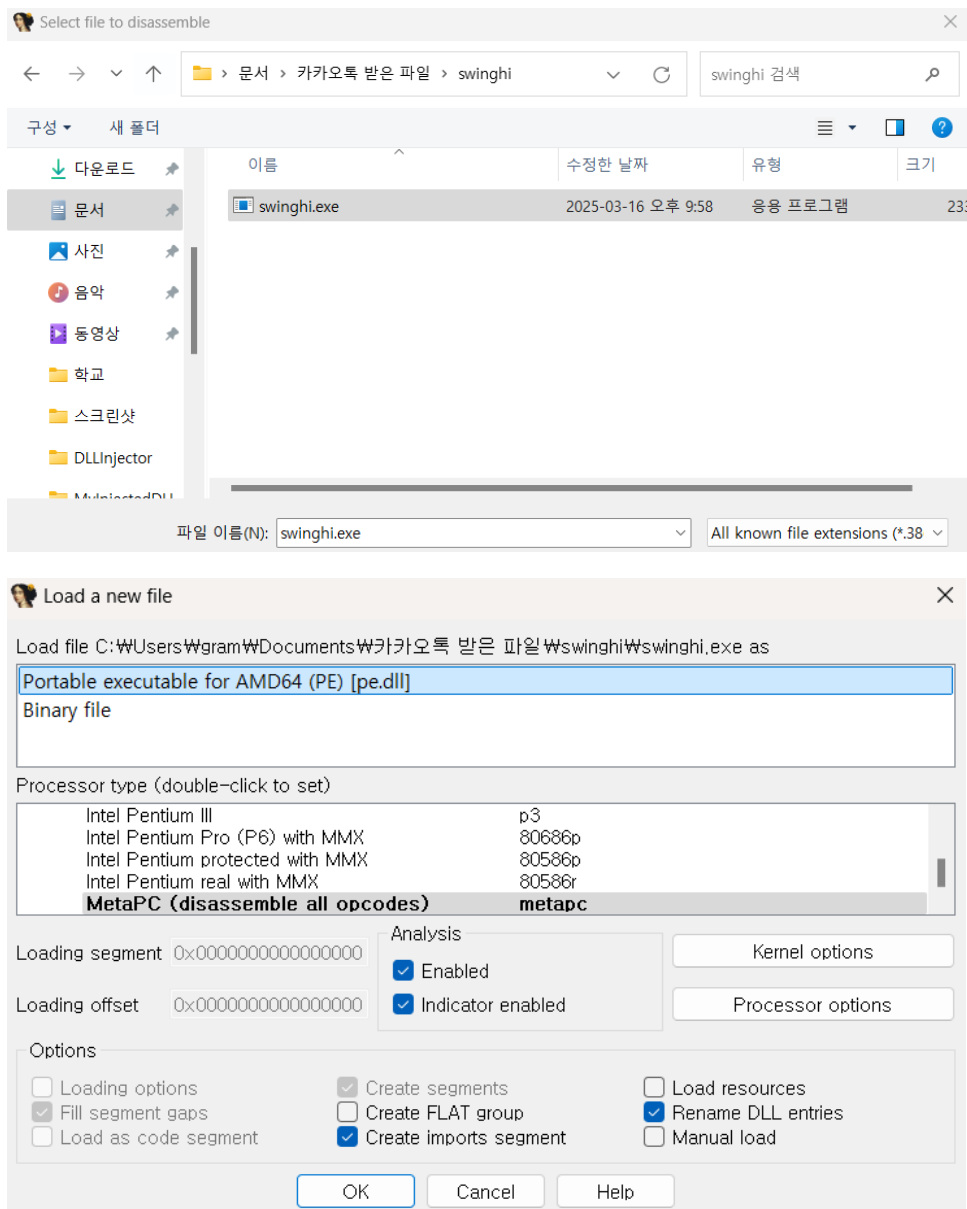 Select file to disassemble
문서 › 카카오톡 받은 파일 › swinghi
swinghi 검색
구성 새 폴더
이름 수정한 날짜 유형 크기
다운로드
문서
사진
음악
동영상
학교
스크린샷
DLLInjector
swinghi.exe 2025-03-16 오후 9:58 응용 프로그램 233
파일 이름(N): swinghi.exe All known file extensions (*.38
Load a new file
Load file C:₩Users₩gram₩Documents₩카카오톡 받은 파일₩swinghi₩swinghi.exe as
Portable executable for AMD64 (PE) [pe.dll]
Binary file
Processor type (double-click to set)
Intel Pentium III p3
Intel Pentium Pro (P6) with MMX 80686p
Intel Pentium protected with MMX 80586p
Intel Pentium real with MMX 80586r
MetaPC (disassemble all opcodes) metapc
Loading segment 0x0000000000000000
Loading offset 0x0000000000000000
Analysis
Enabled
Indicator enabled
Kernel options
Processor options
Options
Loading options Create segments Load resources
Fill segment gaps Create FLAT group Rename DLL entries
Load as code segment Create imports segment Manual load
OK Cancel Help